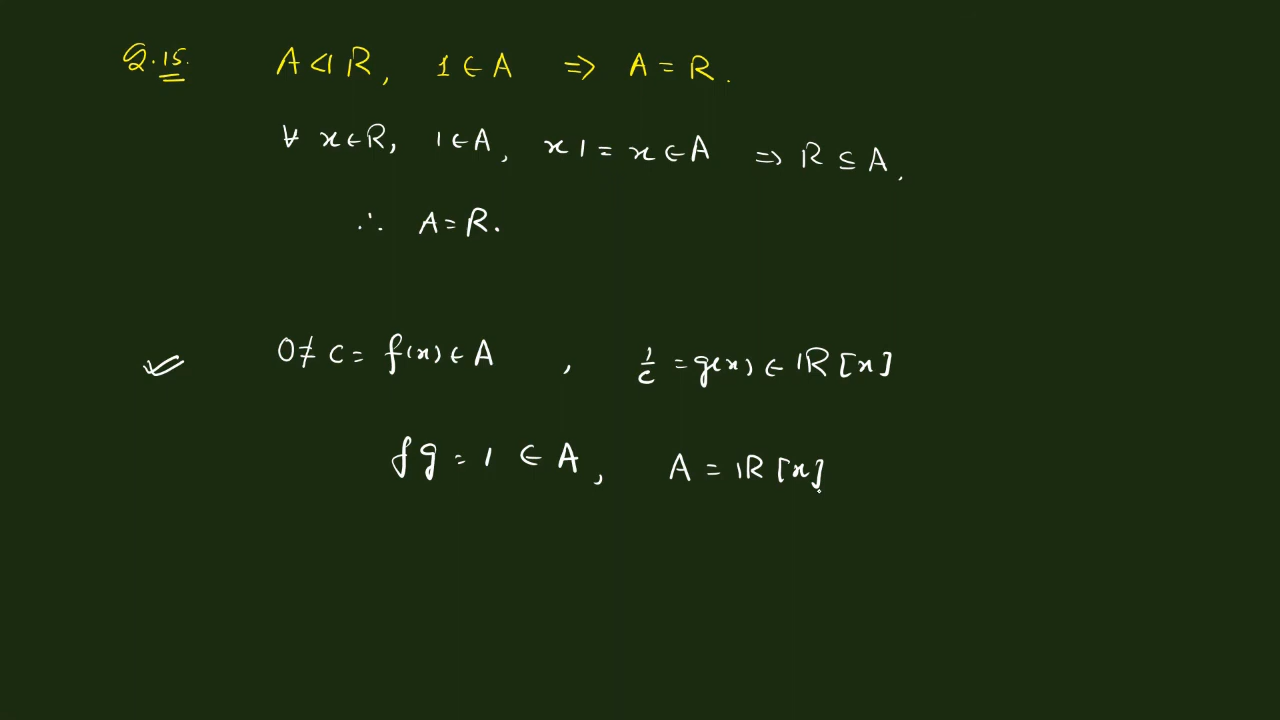 Q.15. A ⊲ R, 1 ∈ A ⇒ A = R.
∀ x ∈ R, 1 ∈ A, x1 = x ∈ A ⇒ R ⊆ A.
∴ A = R.
0 ≠ c = f(x) ∈ A , 1/c = g(x) ∈ ℝ[x]
fg = 1 ∈ A, A = ℝ[x]